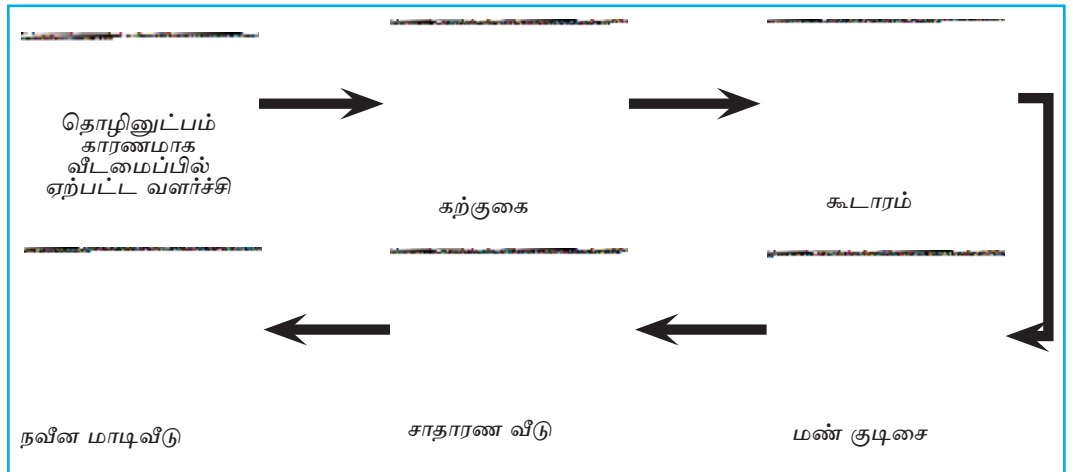 தொழினுட்பம்
காரணமாக
வீடமைப்பில்
ஏற்பட்ட வளர்ச்சி
கற்குகை
கூடாரம்
மண் குடிசை
சாதாரண வீடு
நவீன மாடிவீடு